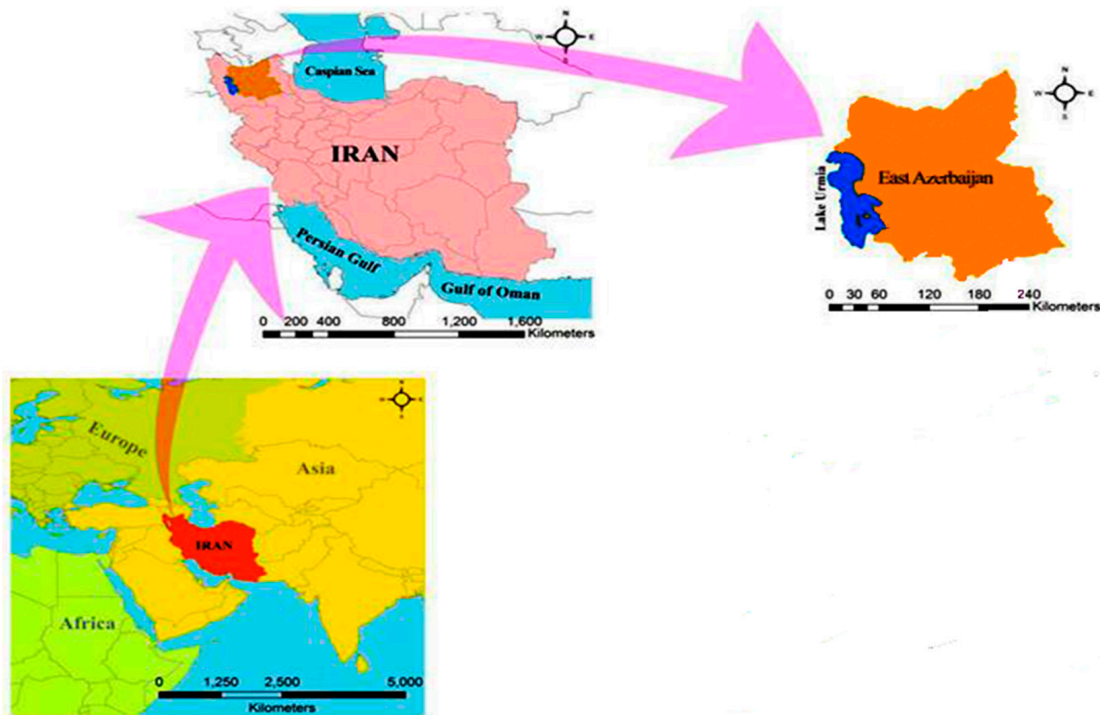 N
W E
S
Caspian Sea
IRAN
Persian Gulf
Gulf of Oman
0 200 400 800 1,200 1,600
Kilometers
N
W E
S
East Azerbaijan
Lake Urmia
0 30 60 120 180 240
Kilometers
N
Europe
Asia
IRAN
Africa
0 1,250 2,500 5,000
Kilometers